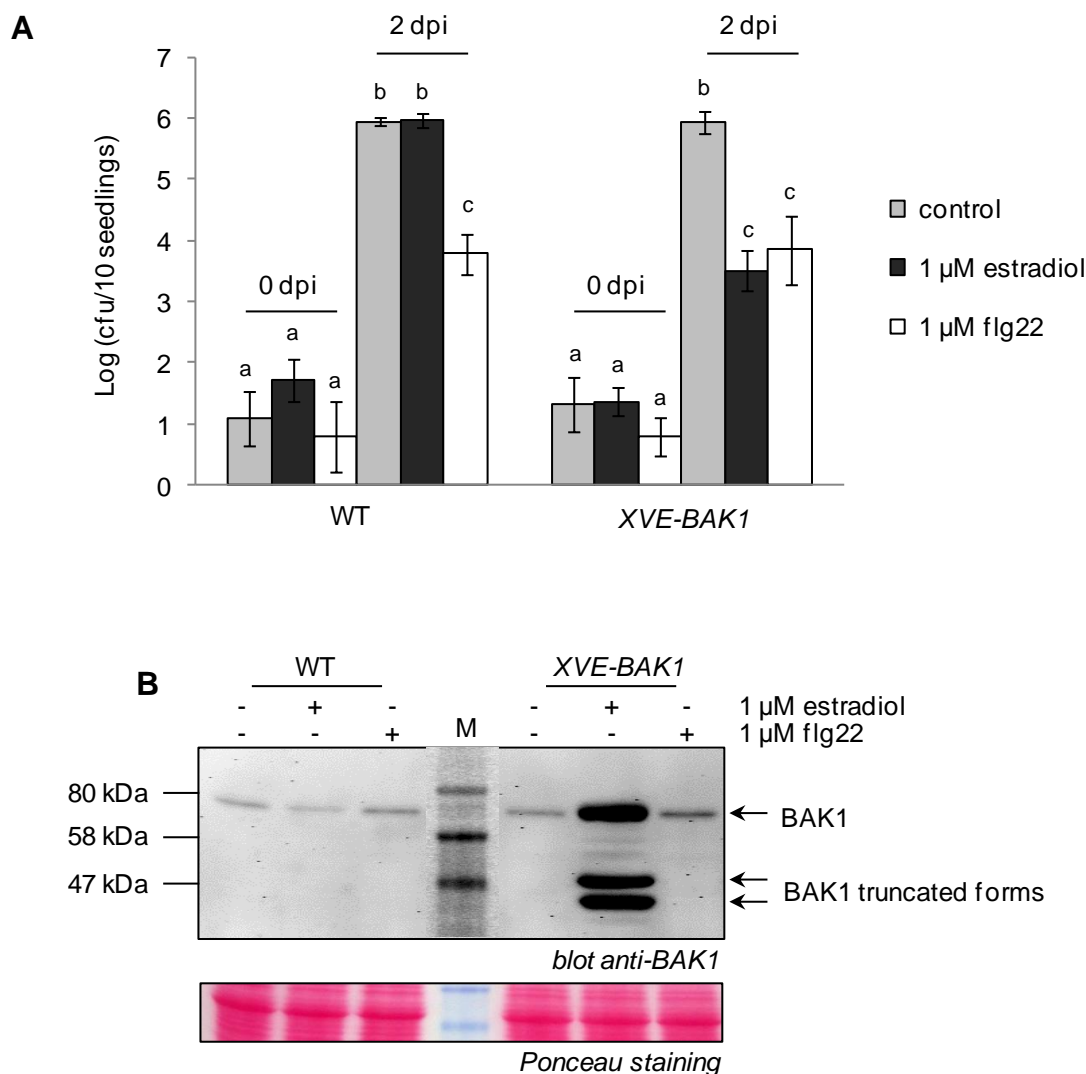 A
2 dpi 2 dpi
7
b b b
6
Log (cfu/10 seedlings)
5
c c c
4
control
1 µM estradiol
1 µM flg22
0 dpi 0 dpi
3
a a a a a a
2
1
0
WT XVE-BAK1
B
WT XVE-BAK1
- + - - + - 1 µM estradiol
- - + M - - + 1 µM flg22
80 kDa
BAK1
58 kDa
47 kDa
BAK1 truncated forms
blot anti-BAK1
Ponceau staining